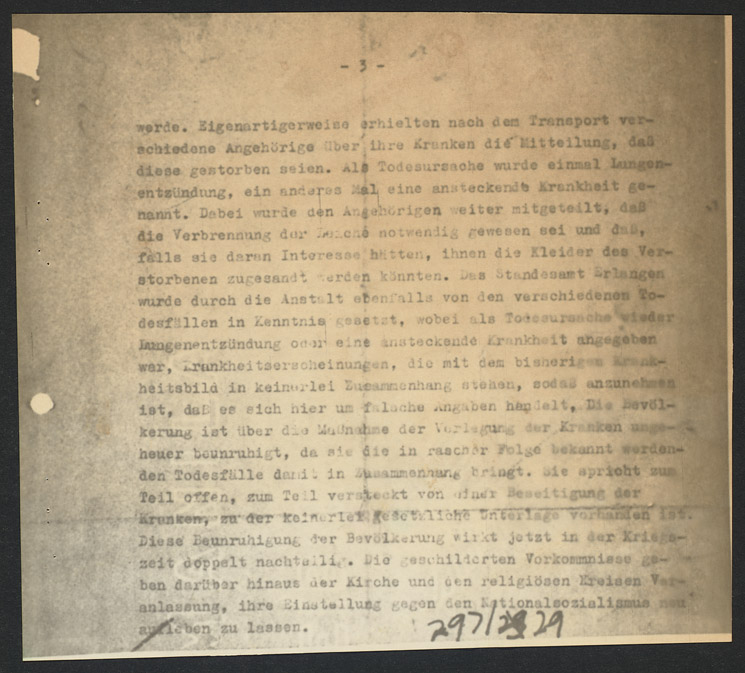 - 3 -
werde. Eigenartigerweise erhielten nach dem Transport ver-
schiedene Angehörige über ihre Kranken die Mitteilung, daß
diese gestorben seien. Als Todesursache wurde einmal Lungen-
entzündung, ein anderes Mal eine ansteckende Krankheit ge-
nannt. Dabei wurde den Angehörigen weiter mitgeteilt, daß
die Verbrennung der Leiche notwendig gewesen sei und daß,
falls sie daran Interesse hätten, ihnen die Kleider des Ver-
storbenen zugesandt werden könnten. Das Standesamt Erlangen
wurde durch die Anstalt ebenfalls von den verschiedenen To-
desfällen in Kenntnis gesetzt, wobei als Todesursache wieder
Lungenentzündung oder eine ansteckende Krankheit angegeben
war, Krankheitserscheinungen, die mit dem bisherigen Krank-
heitsbild in keinerlei Zusammenhang stehen, sodaß anzunehmen
ist, daß es sich hier um falsche Angaben handelt. Die Bevöl-
kerung ist über die Maßnahme der Verlegung der Kranken unge-
heuer beunruhigt, da sie die in rascher Folge bekannt werden-
den Todesfälle damit in Zusammenhang bringt. Sie spricht zum
Teil offen, zum Teil versteckt von einer Beseitigung der
Kranken, zu der keinerlei gesetzliche Unterlage vorhanden ist.
Diese Beunruhigung der Bevölkerung wirkt jetzt in der Kriegs-
zeit doppelt nachteilig. Die geschilderten Vorkommnisse ge-
ben darüber hinaus der Kirche und den religiösen Kreisen Ver-
anlassung, ihre Einstellung gegen den Nationalsozialismus neu
aufleben zu lassen.